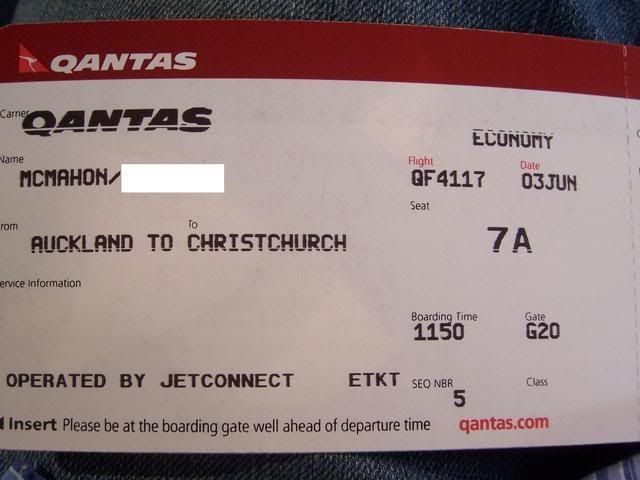 QANTAS
Carrier
QANTAS
ECONOMY
Name
MCMAHON/
Flight
QF4117
Date
03JUN
Seat
7A
From To
AUCKLAND TO CHRISTCHURCH
Service Information
Boarding Time
1150
Gate
G20
OPERATED BY JETCONNECT ETKT
SEQ NBR
5
Class
Insert Please be at the boarding gate well ahead of departure time
qantas.com